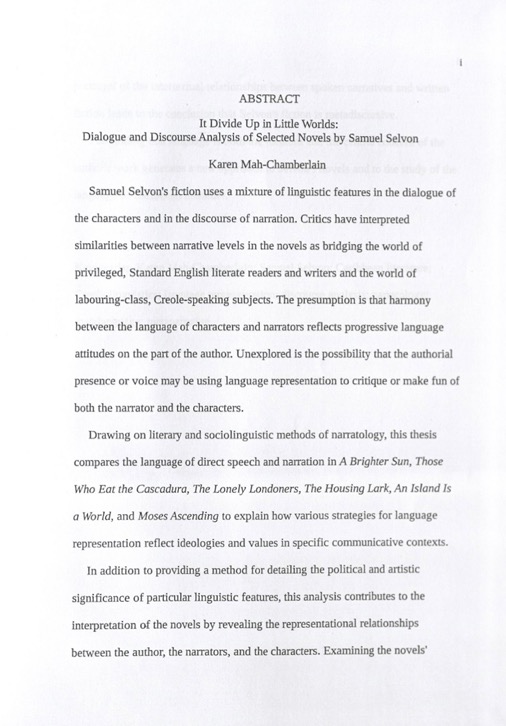 i
ABSTRACT
It Divide Up in Little Worlds:
Dialogue and Discourse Analysis of Selected Novels by Samuel Selvon
Karen Mah-Chamberlain
Samuel Selvon's fiction uses a mixture of linguistic features in the dialogue of
the characters and in the discourse of narration. Critics have interpreted
similarities between narrative levels in the novels as bridging the world of
privileged, Standard English literate readers and writers and the world of
labouring-class, Creole-speaking subjects. The presumption is that harmony
between the language of characters and narrators reflects progressive language
attitudes on the part of the author. Unexplored is the possibility that the authorial
presence or voice may be using language representation to critique or make fun of
both the narrator and the characters.
Drawing on literary and sociolinguistic methods of narratology, this thesis
compares the language of direct speech and narration in A Brighter Sun, Those
Who Eat the Cascadura, The Lonely Londoners, The Housing Lark, An Island Is
a World, and Moses Ascending to explain how various strategies for language
representation reflect ideologies and values in specific communicative contexts.
In addition to providing a method for detailing the political and artistic
significance of particular linguistic features, this analysis contributes to the
interpretation of the novels by revealing the representational relationships
between the author, the narrators, and the characters. Examining the novels'